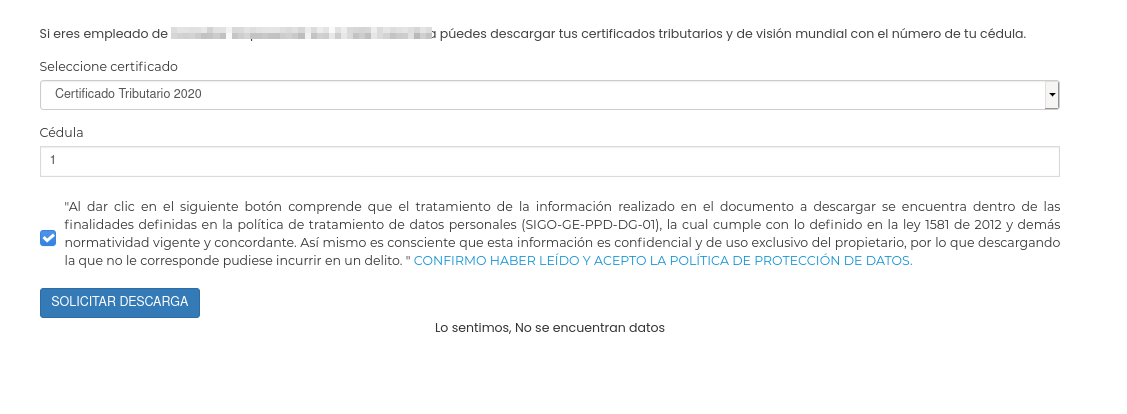 Si eres empleado de a púedes descargar tus certificados tributarios y de visión mundial con el número de tu cédula.
Seleccione certificado
Certificado Tributario 2020
Cédula
1
"Al dar clic en el siguiente botón comprende que el tratamiento de la información realizado en el documento a descargar se encuentra dentro de las
finalidades definidas en la política de tratamiento de datos personales (SIGO-GE-PPD-DG-01), la cual cumple con lo definido en la ley 1581 de 2012 y demás
normatividad vigente y concordante. Así mismo es consciente que esta información es confidencial y de uso exclusivo del propietario, por lo que descargando
la que no le corresponde pudiese incurrir en un delito. " CONFIRMO HABER LEÍDO Y ACEPTO LA POLÍTICA DE PROTECCIÓN DE DATOS.
SOLICITAR DESCARGA
Lo sentimos, No se encuentran datos